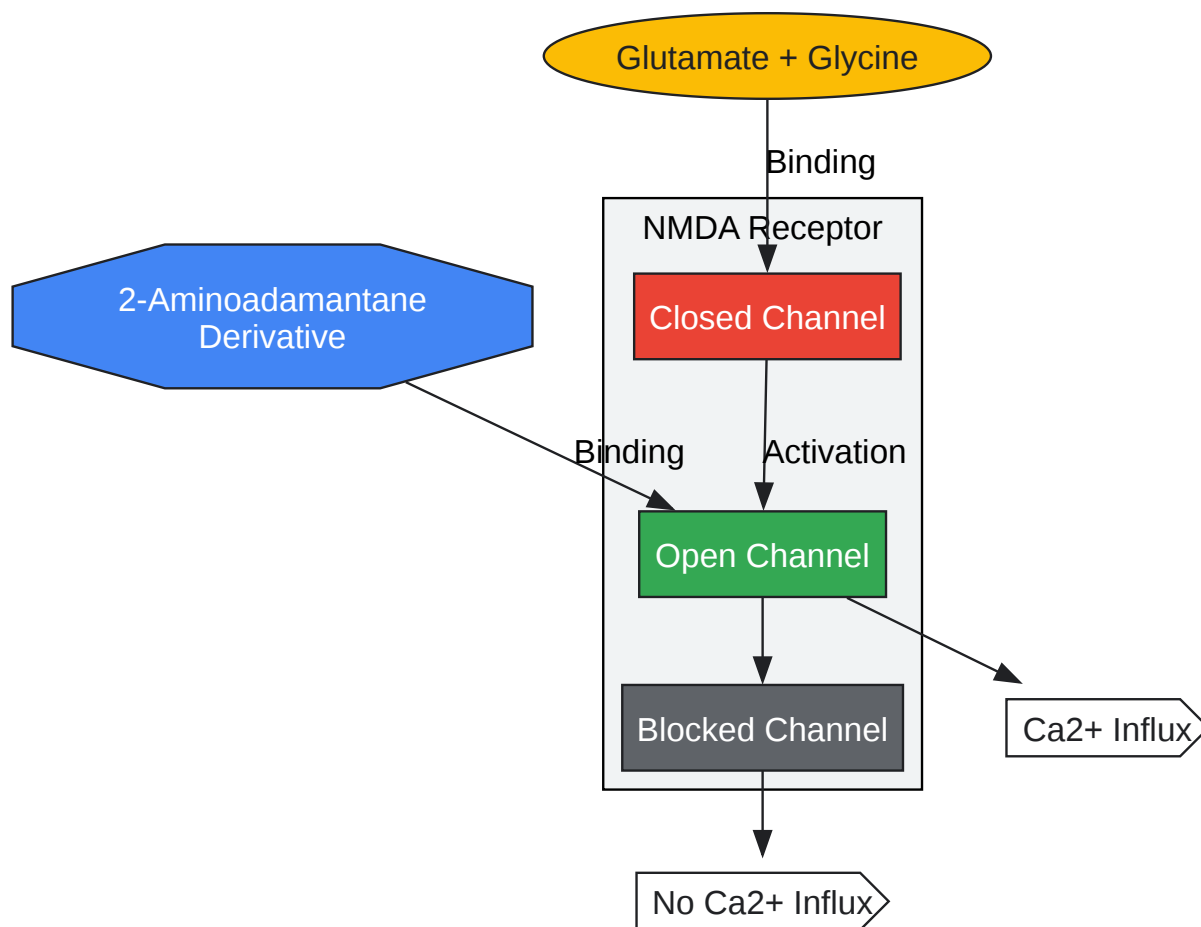 Glutamate + Glycine
Binding
NMDA Receptor
2-Aminoadamantane
Derivative
Closed Channel
Binding
Activation
Open Channel
Blocked Channel
Ca2+ Influx
No Ca2+ Influx